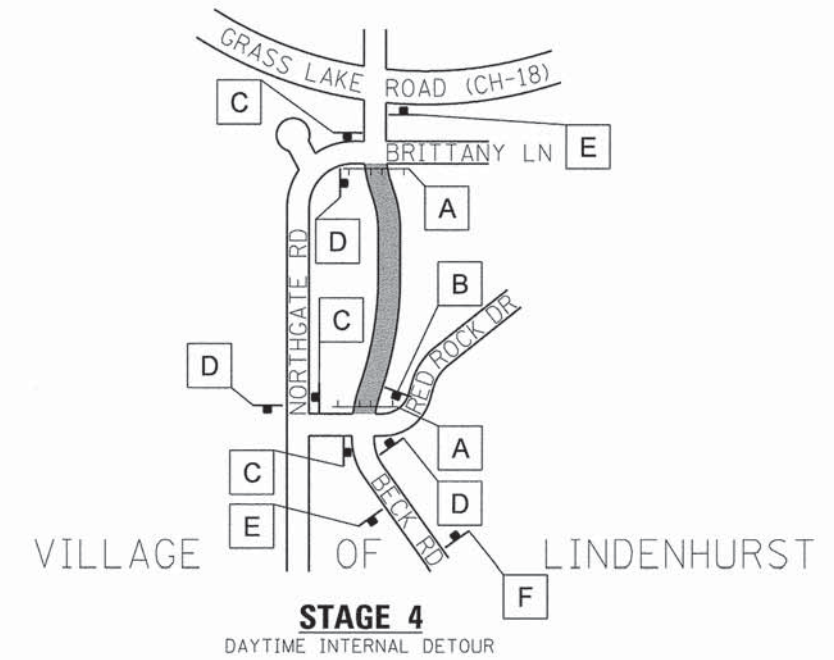 GRASS LAKE ROAD (CH-18)
C
E
BRITTANY LN
A
D
B
C
NORTHGATE RD
RED ROCK DR
D
A
C
D
E
BECK RD
F
VILLAGE OF LINDENHURST
STAGE 4
DAYTIME INTERNAL DETOUR